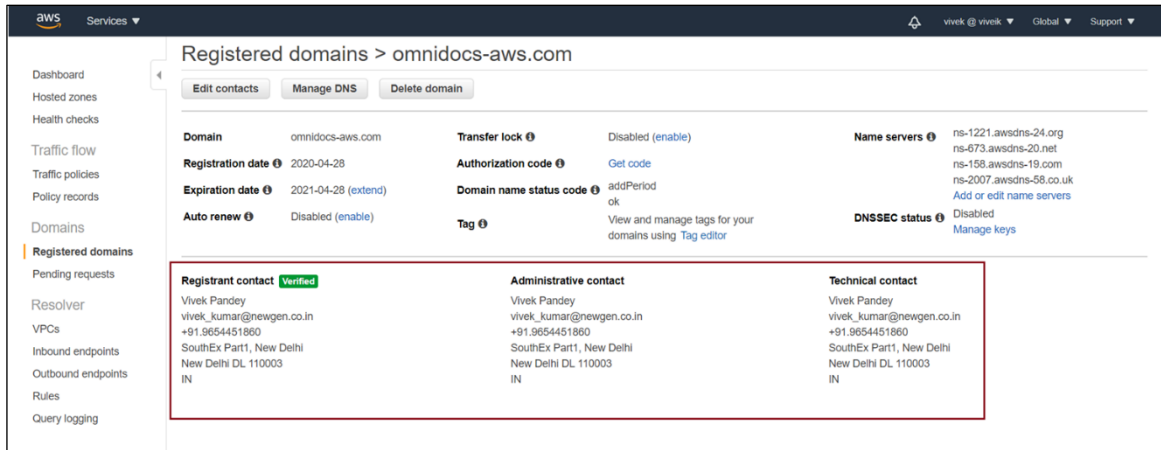 aws Services ▼ vivek @ viveik ▼ Global ▼ Support ▼
Registered domains > omnidocs-aws.com
Edit contacts Manage DNS Delete domain
Dashboard
Hosted zones
Health checks
Traffic flow
Traffic policies
Policy records
Domains
Registered domains
Pending requests
Resolver
VPCs
Inbound endpoints
Outbound endpoints
Rules
Query logging
Domain omnidocs-aws.com
Registration date 2020-04-28
Expiration date 2021-04-28 (extend)
Auto renew Disabled (enable)
Transfer lock Disabled (enable)
Authorization code Get code
Domain name status code addPeriod
ok
Tag View and manage tags for your
domains using Tag editor
Name servers ns-1221.awsdns-24.org
ns-673.awsdns-20.net
ns-158.awsdns-19.com
ns-2007.awsdns-58.co.uk
Add or edit name servers
DNSSEC status Disabled
Manage keys
Registrant contact Verified
Vivek Pandey
vivek_kumar@newgen.co.in
+91.9654451860
SouthEx Part1, New Delhi
New Delhi DL 110003
IN
Administrative contact
Vivek Pandey
vivek_kumar@newgen.co.in
+91.9654451860
SouthEx Part1, New Delhi
New Delhi DL 110003
IN
Technical contact
Vivek Pandey
vivek_kumar@newgen.co.in
+91.9654451860
SouthEx Part1, New Delhi
New Delhi DL 110003
IN